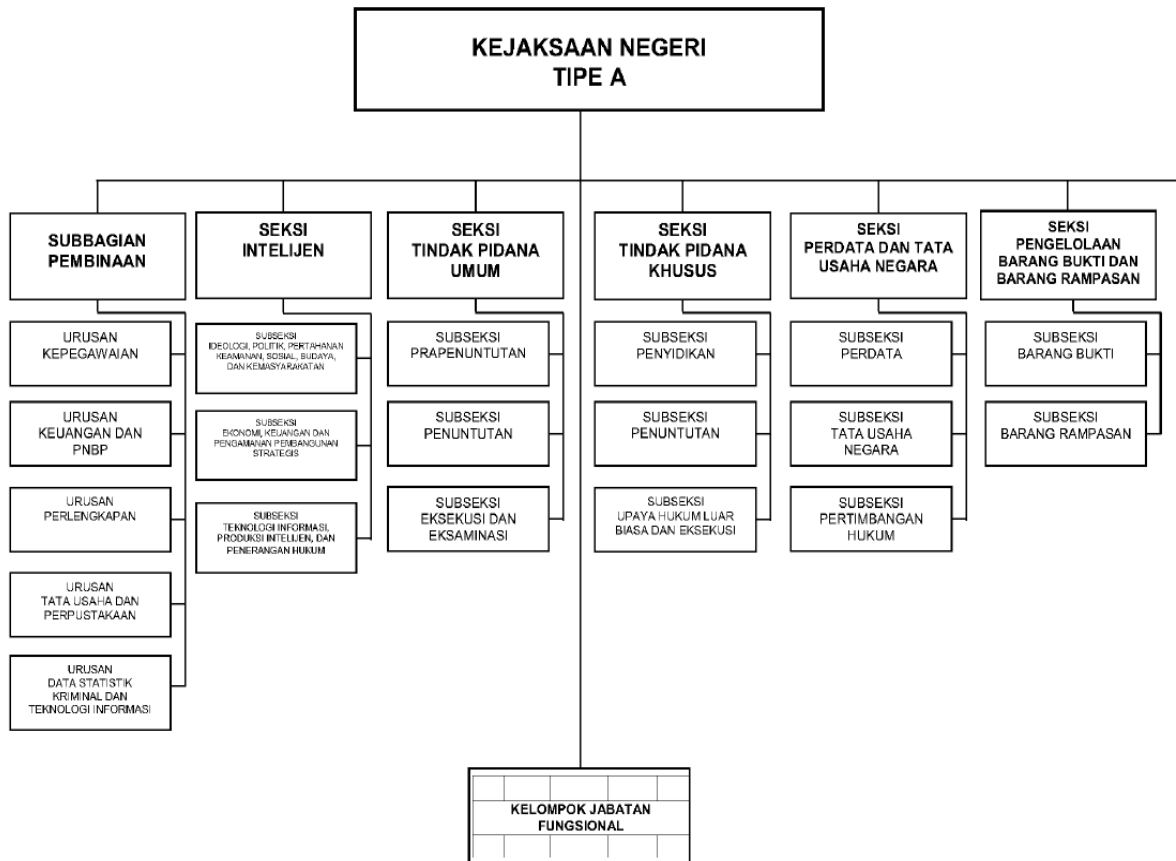 KEJAKSAAN NEGERI
TIPE A
SUBBAGIAN
PEMBINAAN
URUSAN
KEPEGAWAIAN
URUSAN
KEUANGAN DAN
PNBP
URUSAN
PERLENGKAPAN
URUSAN
TATA USAHA DAN
PERPUSTAKAAN
URUSAN
DATA STATISTIK
KRIMINAL DAN
TEKNOLOGI INFORMASI
SEKSI
INTELIJEN
SUBSEKSI
IDEOLOGI, POLITIK, PERTAHANAN
KEAMANAN, SOSIAL, BUDAYA,
DAN KEMASYARAKATAN
SUBSEKSI
EKONOMI, KEUANGAN DAN
PENGAMANAN PEMBANGUNAN
STRATEGIS
SUBSEKSI
TEKNOLOGI INFORMASI,
PRODUKSI INTELIJEN, DAN
PENERANGAN HUKUM
SEKSI
TINDAK PIDANA
UMUM
SUBSEKSI
PRAPENUNTUTAN
SUBSEKSI
PENUNTUTAN
SUBSEKSI
EKSEKUSI DAN
EKSAMINASI
SEKSI
TINDAK PIDANA
KHUSUS
SUBSEKSI
PENYIDIKAN
SUBSEKSI
PENUNTUTAN
SUBSEKSI
UPAYA HUKUM LUAR
BIASA DAN EKSEKUSI
SEKSI
PERDATA DAN TATA
USAHA NEGARA
SUBSEKSI
PERDATA
SUBSEKSI
TATA USAHA
NEGARA
SUBSEKSI
PERTIMBANGAN
HUKUM
SEKSI
PENGELOLAAN
BARANG BUKTI DAN
BARANG RAMPASAN
SUBSEKSI
BARANG BUKTI
SUBSEKSI
BARANG RAMPASAN
KELOMPOK JABATAN
FUNGSIONAL